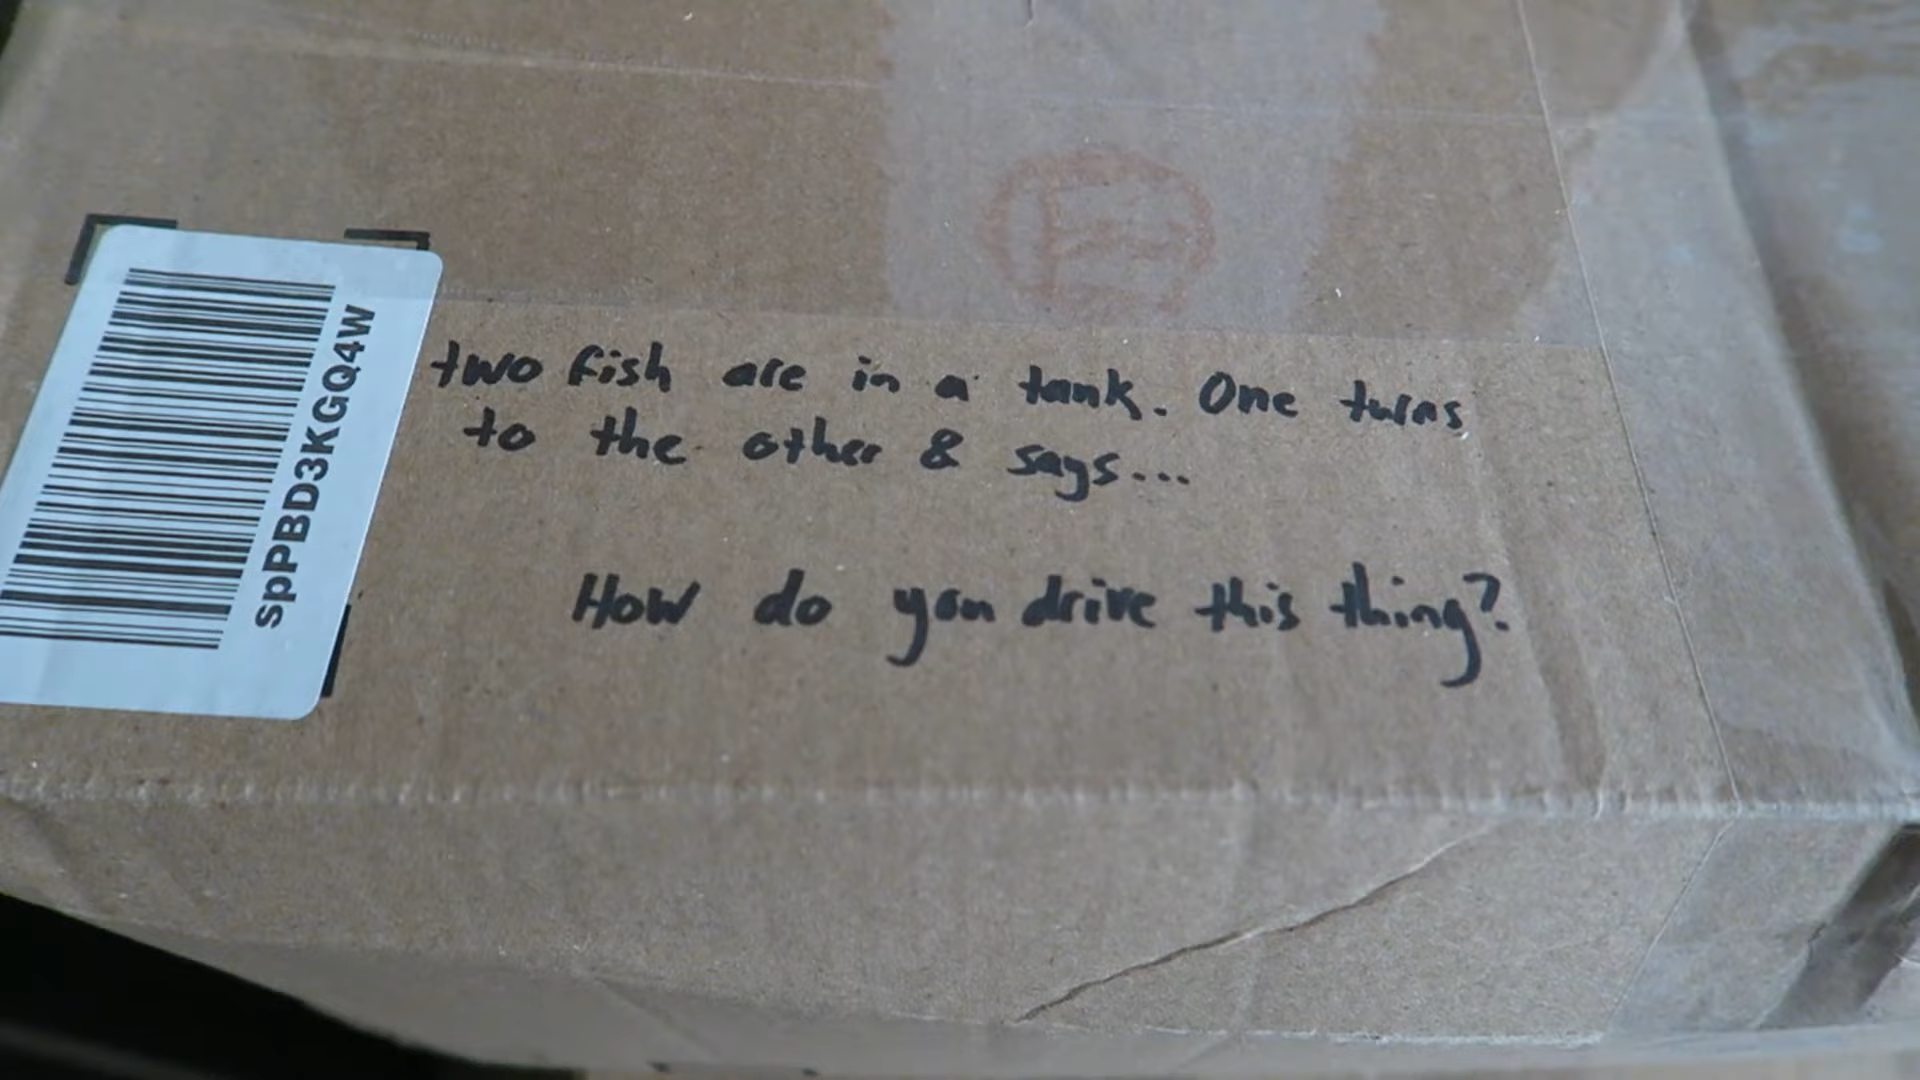 spPBD3KGQ4W
two fish are in a tank. One turns
to the other & says...
How do you drive this thing?